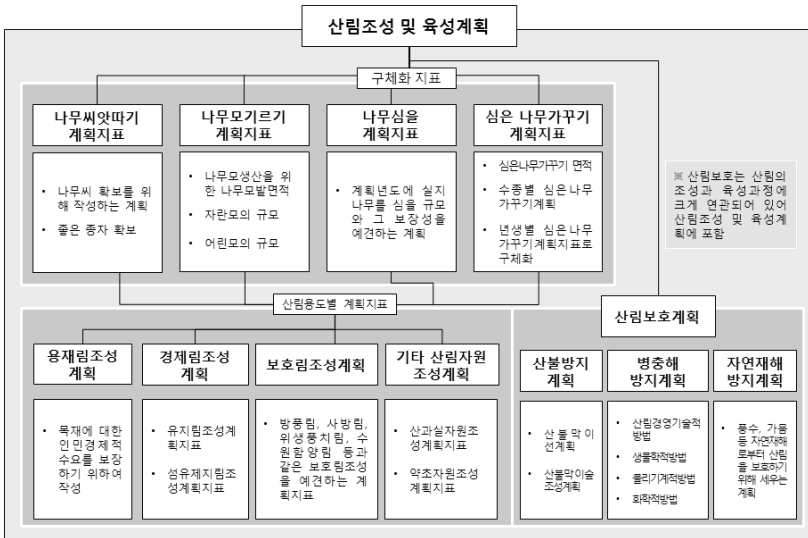 산림조성 및 육성계획
구체화 지표
나무씨앗따기
계획지표
• 나무씨 확보를 위
해 작성하는 계획
• 좋은 종자 확보
나무모기르기
계획지표
• 나무모생산을 위
한 나무모밭면적
• 자란모의 규모
• 어린모의 규모
나무심을
계획지표
• 계획년도에 실지
나무를 심을 규모
와 그 보장성을
예견하는 계획
심은 나무가꾸기
계획지표
• 심은나무가꾸기 면적
• 수종별 심은나무
가꾸기계획
• 년생별 심은나무
가꾸기계획지표로
구체화
※ 산림보호는 산림의
조성과 육성과정에
크게 연관되어 있어
산림조성 및 육성계
획에 포함
산림용도별 계획지표
용재림조성
계획
• 목재에 대한
인민경제적
수요를 보장
하기 위하여
작성
경제림조성
계획
• 유지림조성계
획지표
• 섬유제지림조
성계획지표
보호림조성계획
• 방풍림, 사방림,
위생풍치림, 수
원함양림 등과
같은 보호림조성
을 예견하는 계
획지표
기타 산림자원
조성계획
• 산과실자원조
성계획지표
• 약초자원조성
계획지표
산림보호계획
산불방지
계획
• 산불막이
선계획
• 산불막이숲
조성계획
병충해
방지계획
• 산림경영기술적
방법
• 생물학적방법
• 물리기계적방법
• 화학적방법
자연재해
방지계획
• 풍수, 가뭄
등 자연재해
로부터 산림
을 보호하기
위해 세우는
계획